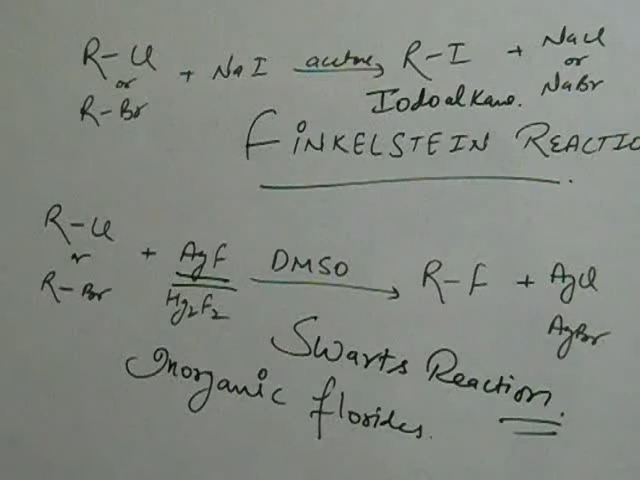 R-Cl + NaI acetone → R-I + NaCl
or or
R-Br Iodoalkane. NaBr
FINKELSTEIN REACTIO
R-Cl + AgF DMSO → R-F + AgCl
or
R-Br Hg2F2 AgBr
Swarts Reaction.
Inorganic florides.